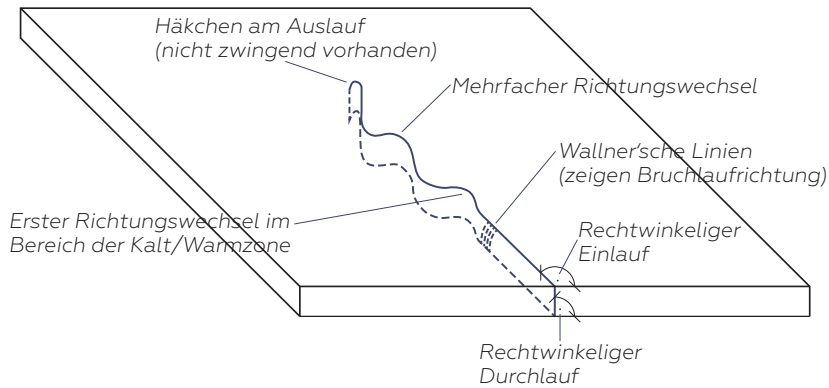 Häkchen am Auslauf
(nicht zwingend vorhanden)
Mehrfacher Richtungswechsel
Wallner'sche Linien
(zeigen Bruchlaufrichtung)
Erster Richtungswechsel im
Bereich der Kalt/Warmzone
Rechtwinkeliger
Einlauf
Rechtwinkeliger
Durchlauf